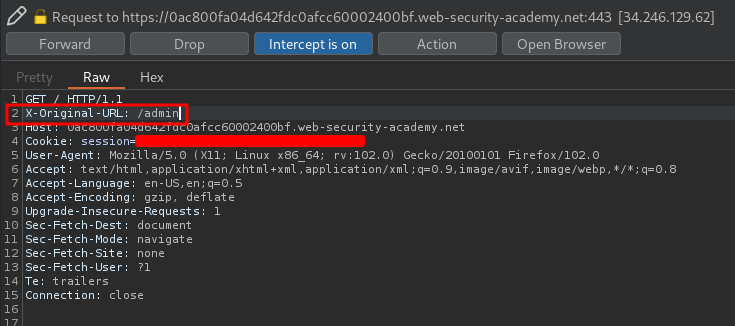 Request to https://0ac800fa04d642fdc0afcc60002400bf.web-security-academy.net:443 [34.246.129.62]
Forward Drop Intercept is on Action Open Browser
Pretty Raw Hex
1 GET / HTTP/1.1
2 X-Original-URL: /admin
3 Host: 0ac800fa04d642fdc0afcc60002400bf.web-security-academy.net
4 Cookie: session=
5 User-Agent: Mozilla/5.0 (X11; Linux x86_64; rv:102.0) Gecko/20100101 Firefox/102.0
6 Accept: text/html,application/xhtml+xml,application/xml;q=0.9,image/avif,image/webp,*/*;q=0.8
7 Accept-Language: en-US,en;q=0.5
8 Accept-Encoding: gzip, deflate
9 Upgrade-Insecure-Requests: 1
10 Sec-Fetch-Dest: document
11 Sec-Fetch-Mode: navigate
12 Sec-Fetch-Site: none
13 Sec-Fetch-User: ?1
14 Te: trailers
15 Connection: close
16
17